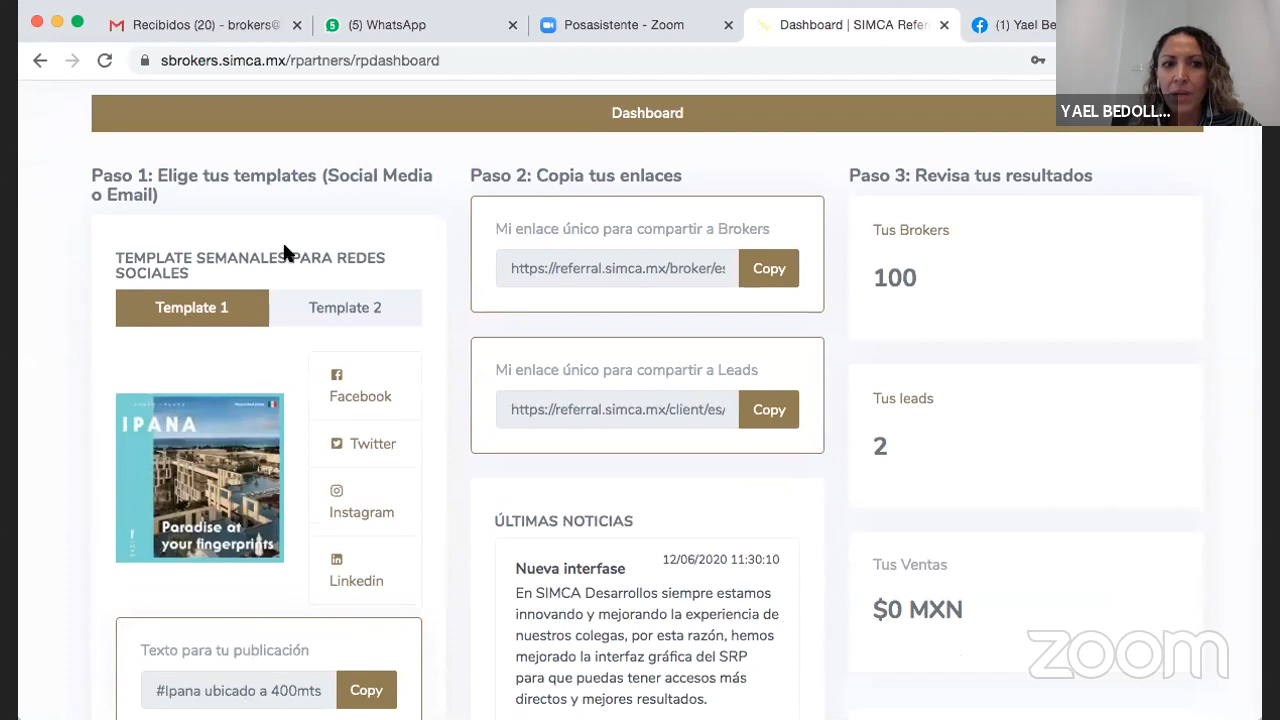 Recibidos (20) - brokers@
(5) WhatsApp
Posasistente - Zoom
Dashboard | SIMCA Refer
(1) Yael Be
sbrokers.simca.mx/rpartners/rpdashboard
YAEL BEDOLL...
Dashboard
Paso 1: Elige tus templates (Social Media
o Email)
TEMPLATE SEMANALES PARA REDES
SOCIALES
Template 1
Template 2
IPANA
Paradise at
your fingerprints
Facebook
Twitter
Instagram
Linkedin
Texto para tu publicación
#Ipana ubicado a 400mts
Copy
Paso 2: Copia tus enlaces
Mi enlace único para compartir a Brokers
https://referral.simca.mx/broker/es
Copy
Mi enlace único para compartir a Leads
https://referral.simca.mx/client/es/
Copy
ÚLTIMAS NOTICIAS
12/06/2020 11:30:10
Nueva interfase
En SIMCA Desarrollos siempre estamos
innovando y mejorando la experiencia de
nuestros colegas, por esta razón, hemos
mejorado la interfaz gráfica del SRP
para que puedas tener accesos más
directos y mejores resultados.
Paso 3: Revisa tus resultados
Tus Brokers
100
Tus leads
2
Tus Ventas
$0 MXN
zoom